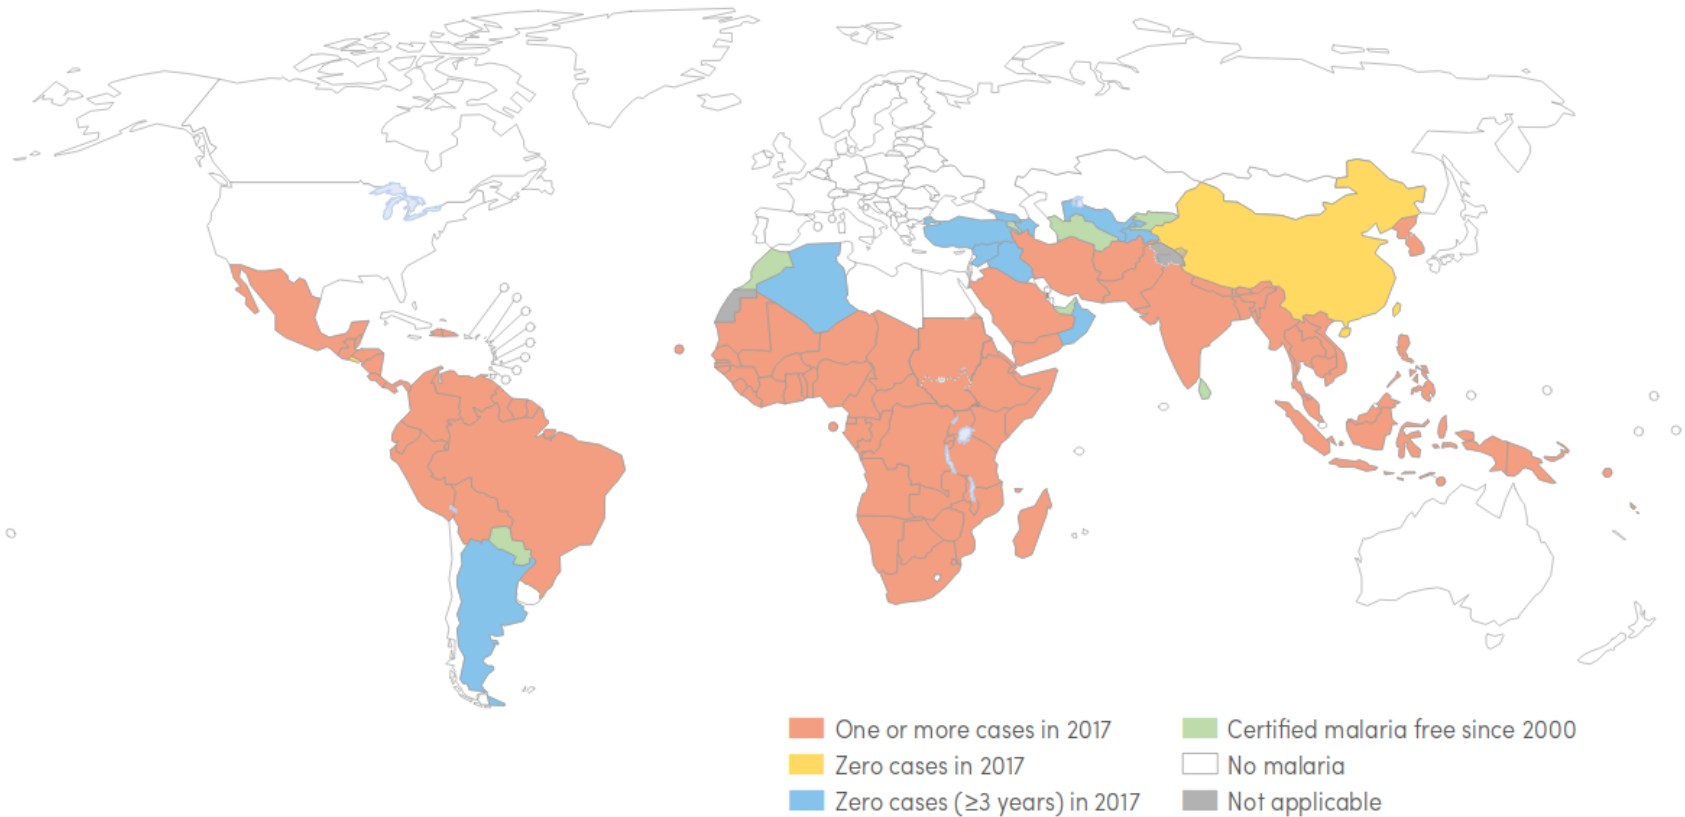 One or more cases in 2017
Zero cases in 2017
Zero cases (≥3 years) in 2017
Certified malaria free since 2000
No malaria
Not applicable